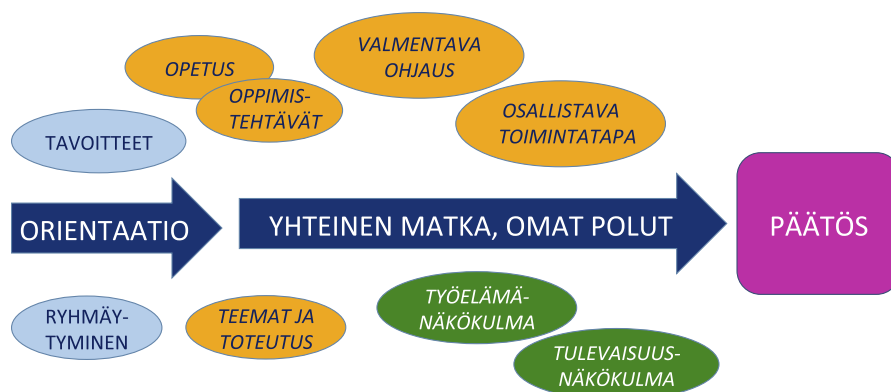 OPETUS
OPPIMIS-
TEHTÄVÄT
VALMENTAVA
OHJAUS
OSALLISTAVA
TOIMINTATAPA
TAVOITTEET
ORIENTAATIO
YHTEINEN MATKA, OMAT POLUT
PÄÄTÖS
RYHMÄY-
TYMINEN
TEEMAT JA
TOTEUTUS
TYÖELÄMÄ-
NÄKÖKULMA
TULEVAISUUS-
NÄKÖKULMA